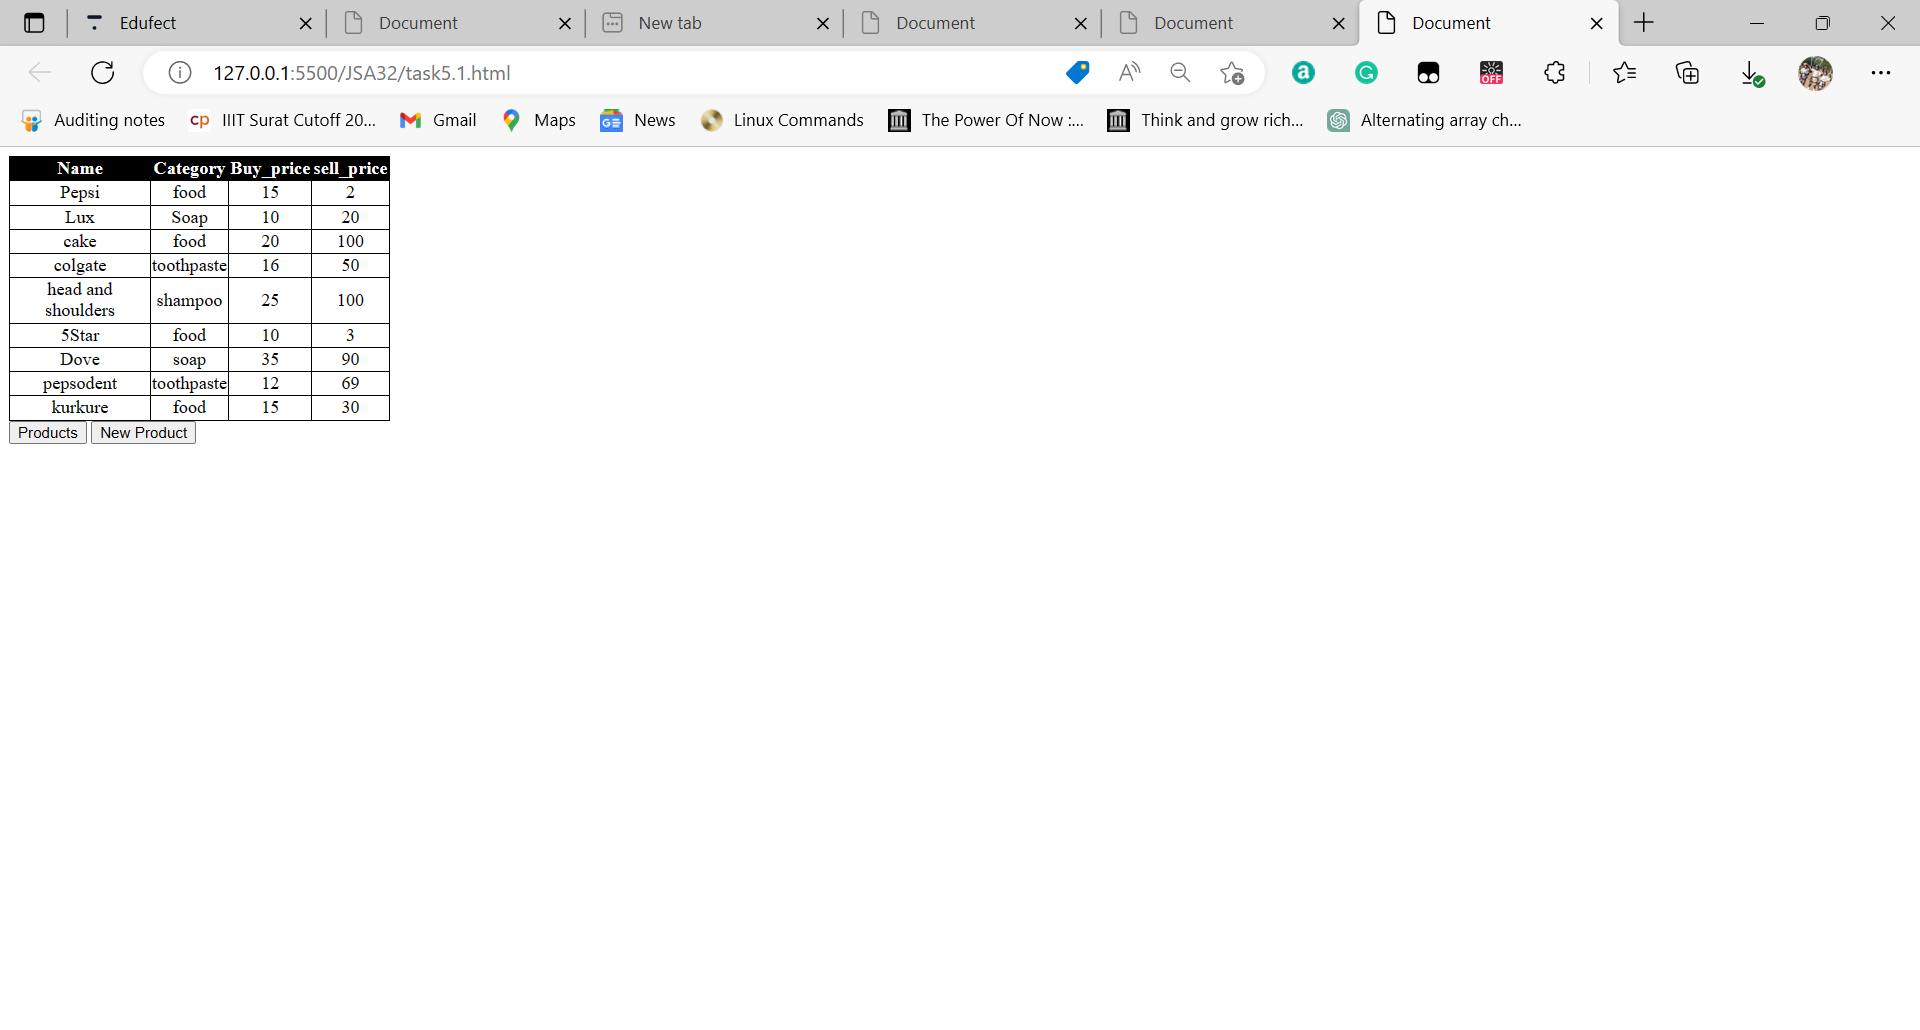 Edufect Document New tab Document Document Document
127.0.0.1:5500/JSA32/task5.1.html A a G OFF
Auditing notes cp IIIT Surat Cutoff 20... Gmail Maps GE News Linux Commands The Power Of Now :... Think and grow rich... Alternating array ch...
Name Category Buy_price sell_price
Pepsi food 15 2
Lux Soap 10 20
cake food 20 100
colgate toothpaste 16 50
head and shoulders shampoo 25 100
5Star food 10 3
Dove soap 35 90
pepsodent toothpaste 12 69
kurkure food 15 30
Products New Product